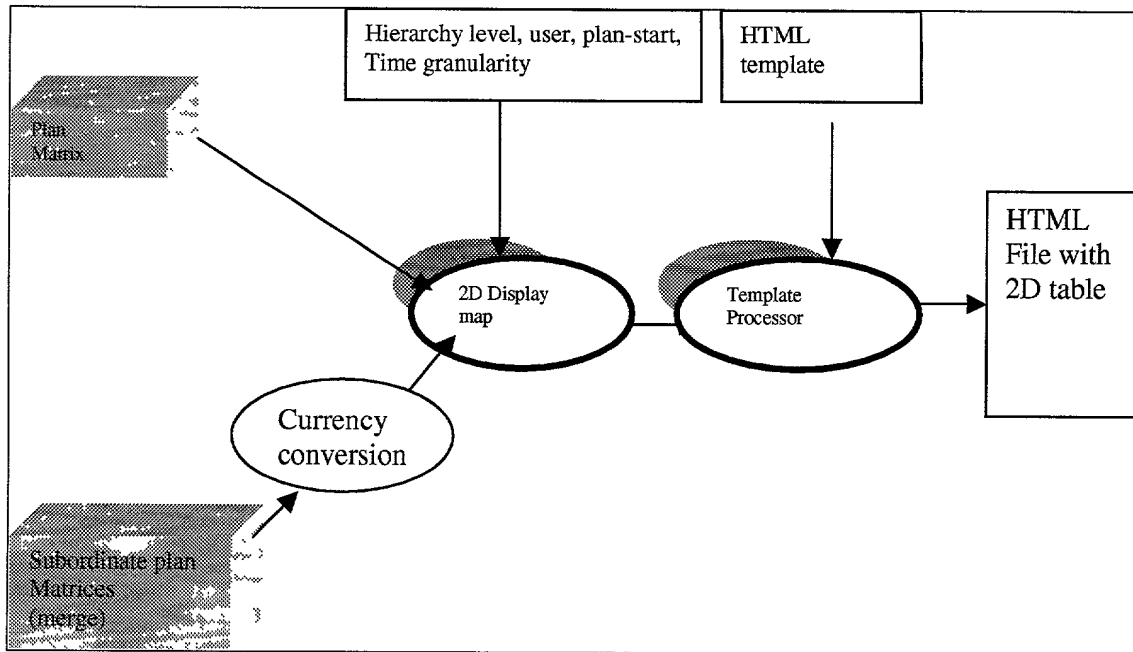 Hierarchy level, user, plan-start,
Time granularity
HTML
template
Plan
Matrix
HTML
File with
2D table
2D Display
map
Template
Processor
Currency
conversion
Subordinate plan
Matrices
(merge)